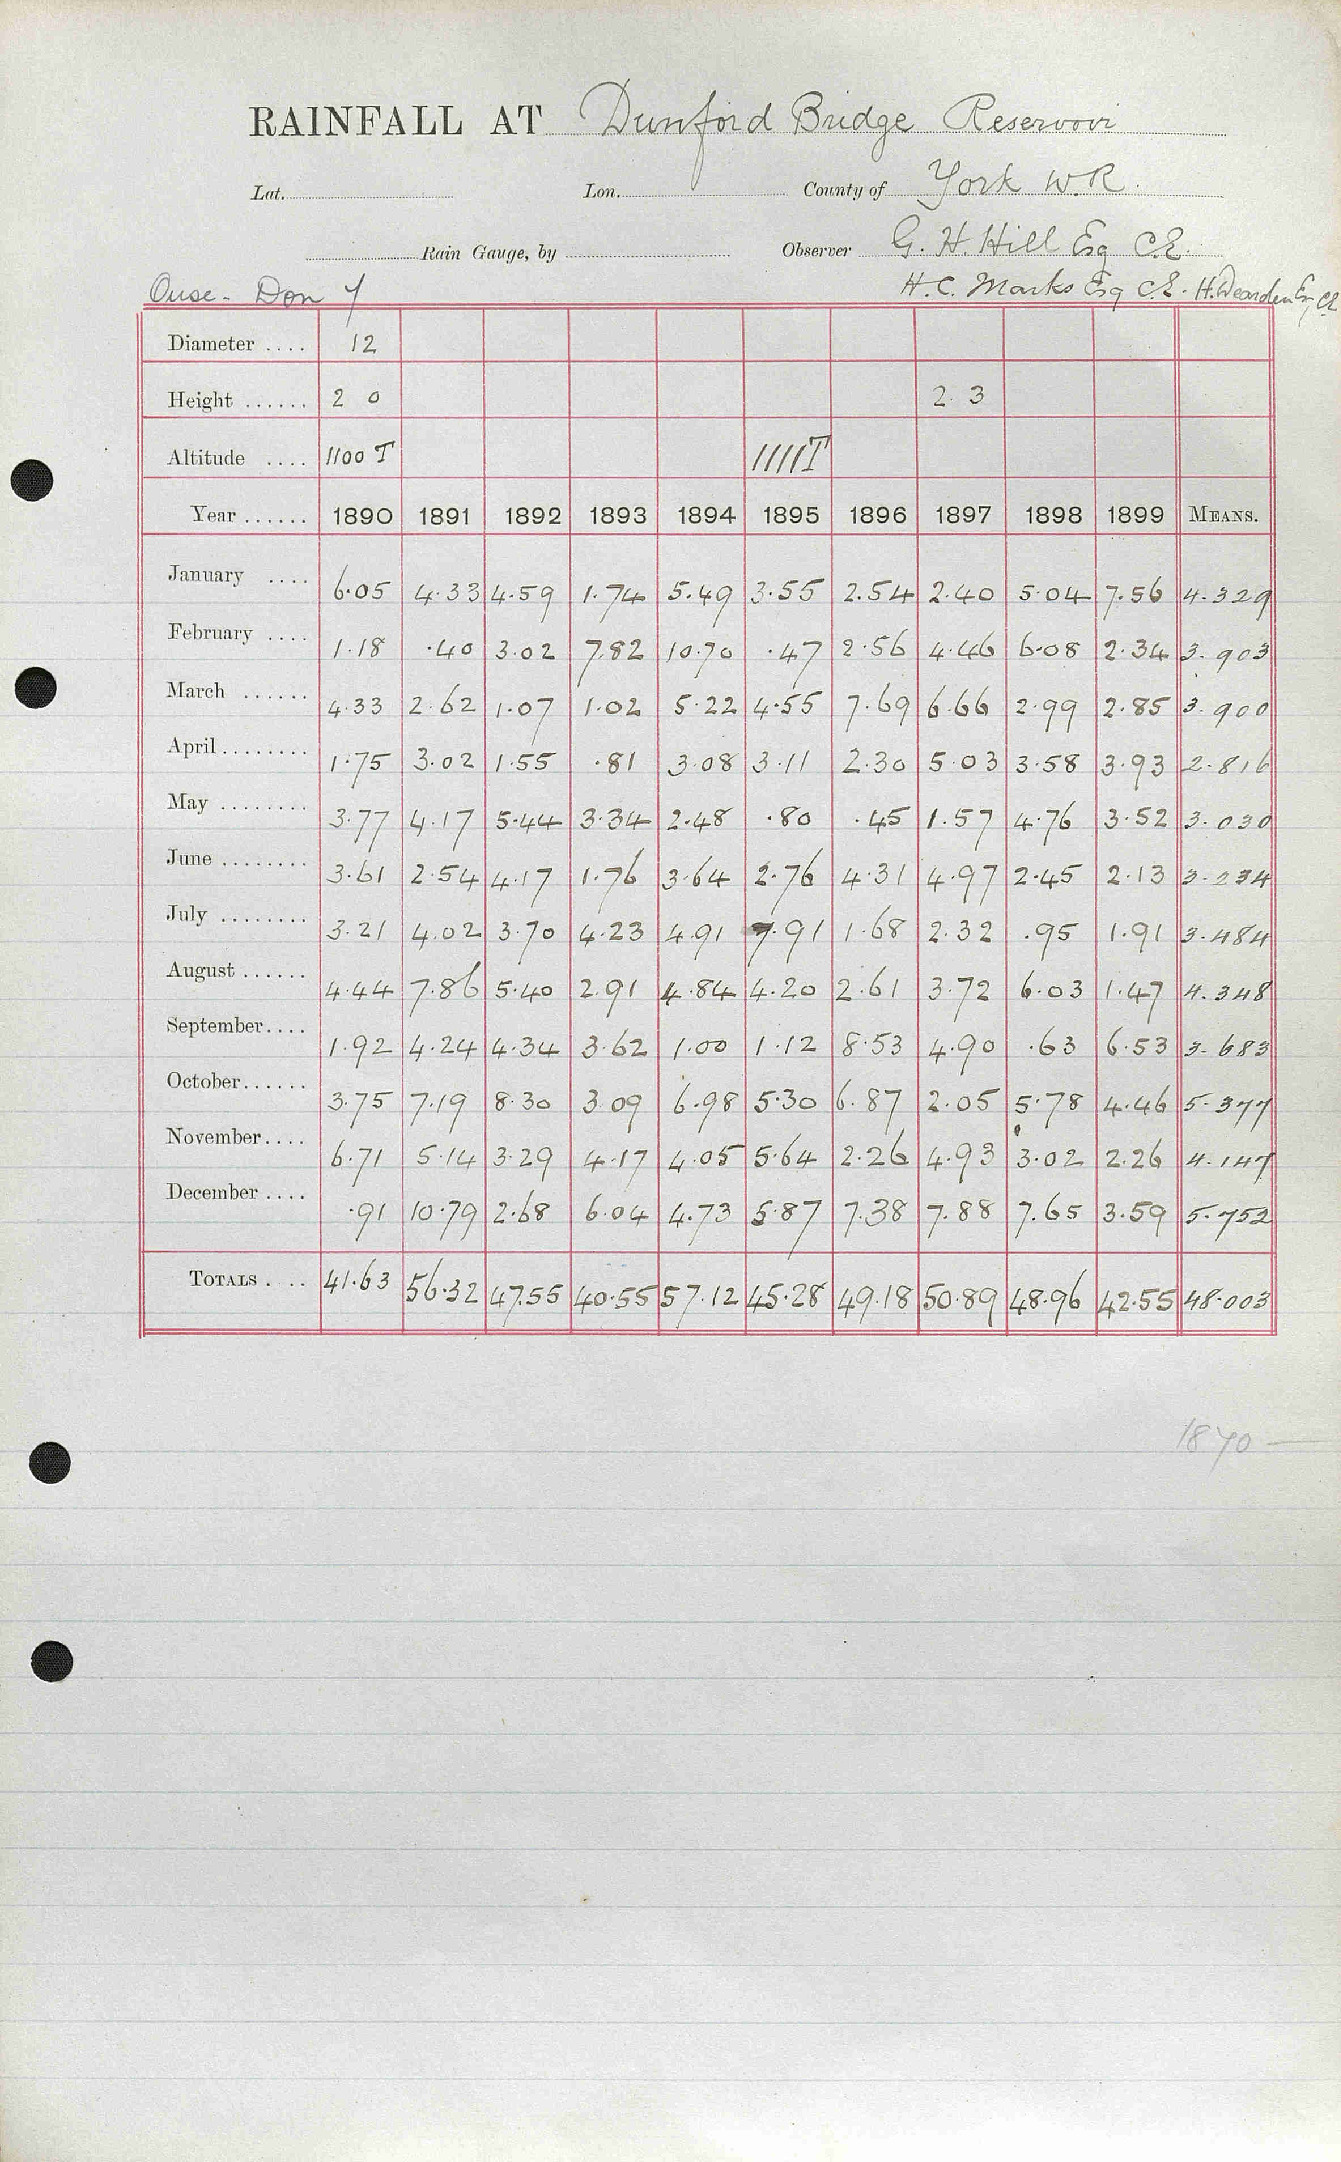 RAINFALL AT Dunford Bridge Reservoir
Lat. Lon. County of York W.R.
Rain Gauge, by Observer G. H. Hill Esq C.E.
Ouse - Don H. C. Marks Esq C.E. H. Dearden Esq C.E.
Diameter .... 12
Height ...... 2 0 2 3
Altitude .... 1100 T 1111 T
Year ...... 1890 1891 1892 1893 1894 1895 1896 1897 1898 1899 MEANS.
January .... 6.05 4.33 4.59 1.74 5.49 3.55 2.54 2.40 5.04 7.56 4.329
February .... 1.18 .40 3.02 7.82 10.70 .47 2.56 4.46 6.08 2.34 3.903
March ...... 4.33 2.62 1.07 1.02 5.22 4.55 7.69 6.66 2.99 2.85 3.900
April ........ 1.75 3.02 1.55 .81 3.08 3.11 2.30 5.03 3.58 3.93 2.816
May ........ 3.77 4.17 5.44 3.34 2.48 .80 .45 1.57 4.76 3.52 3.030
June ........ 3.61 2.54 4.17 1.76 3.64 2.76 4.31 4.97 2.45 2.13 3.234
July ........ 3.21 4.02 3.70 4.23 4.91 7.91 1.68 2.32 .95 1.91 3.484
August ...... 4.44 7.86 5.40 2.91 4.84 4.20 2.61 3.72 6.03 1.47 4.348
September .... 1.92 4.24 4.34 3.62 1.00 1.12 8.53 4.90 .63 6.53 3.683
October ...... 3.75 7.19 8.30 3.09 6.98 5.30 6.87 2.05 5.78 4.46 5.377
November .... 6.71 5.14 3.29 4.17 4.05 5.64 2.26 4.93 3.02 2.26 4.147
December .... .91 10.79 2.68 6.04 4.73 5.87 7.38 7.88 7.65 3.59 5.752
TOTALS .... 41.63 56.32 47.55 40.55 57.12 45.28 49.18 50.89 48.96 42.55 48.003
1870 —